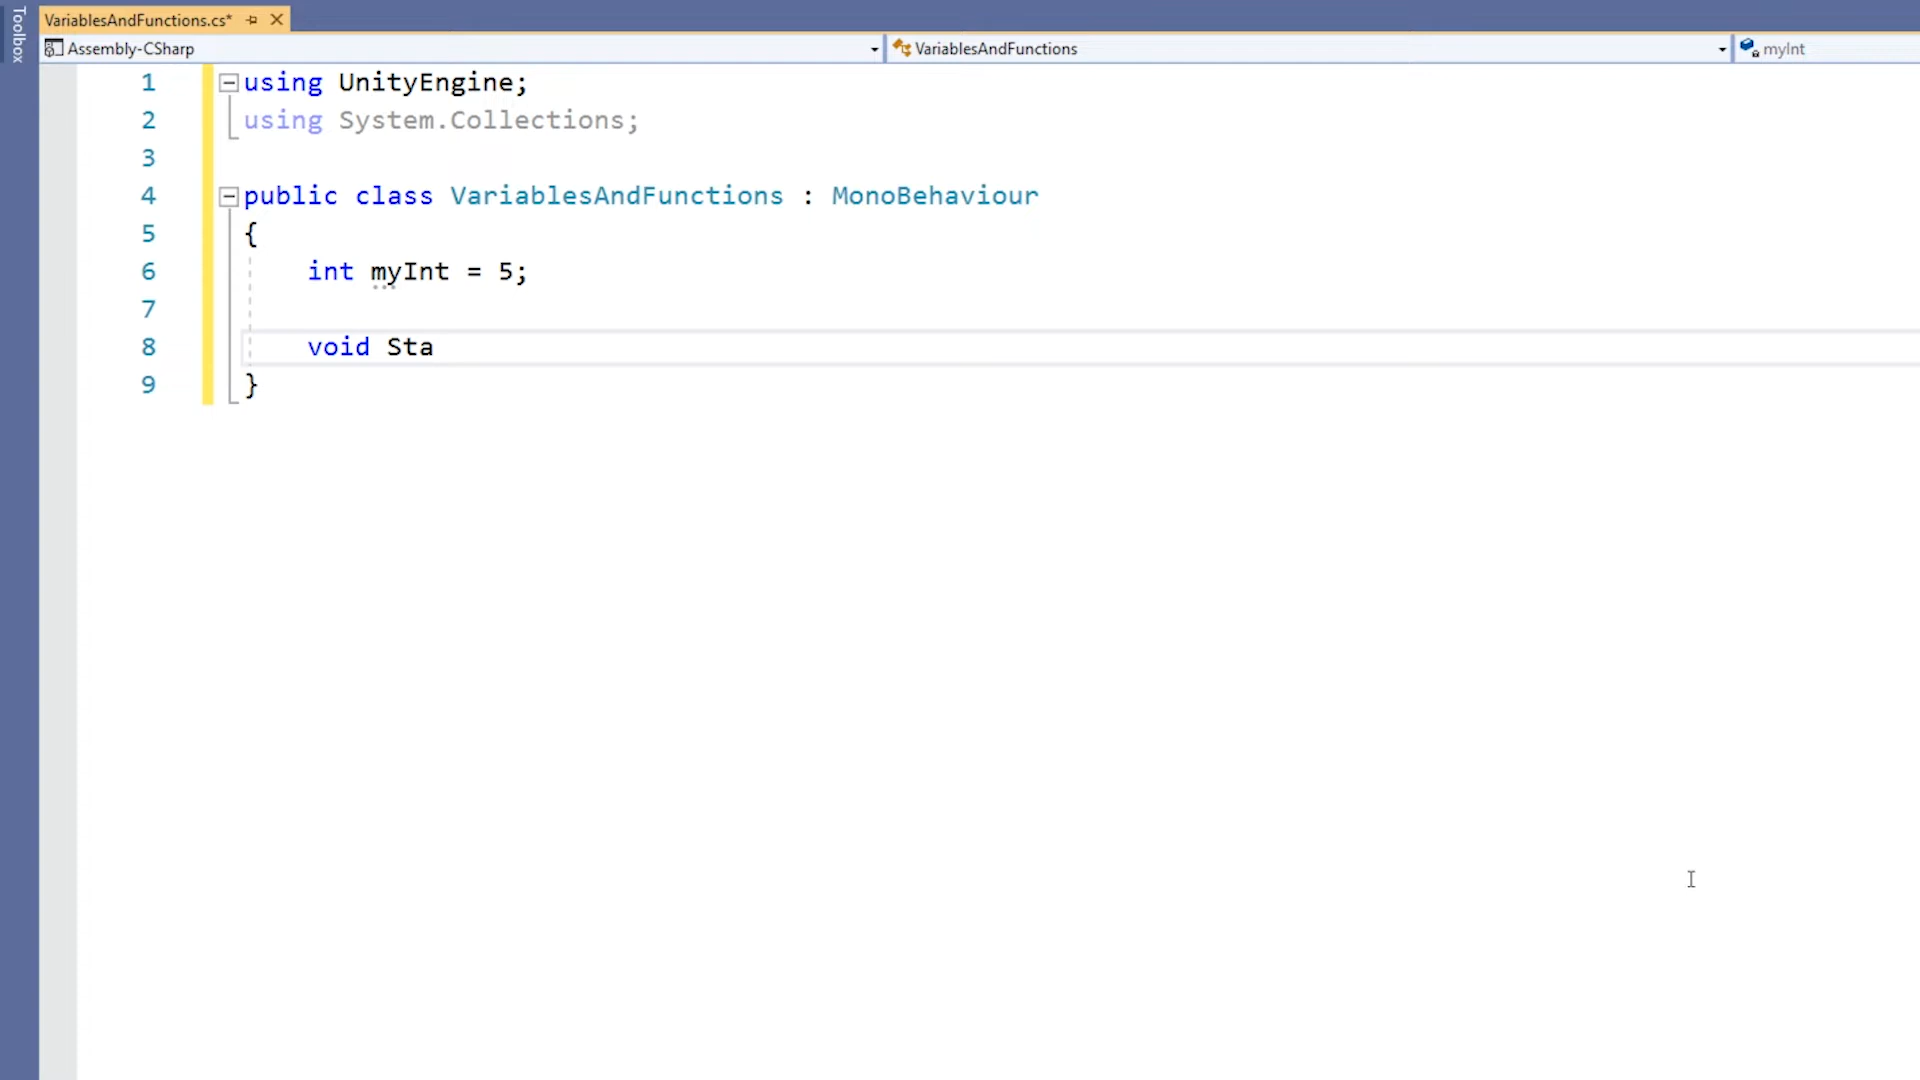 Toolbox
VariablesAndFunctions.cs*
Assembly-CSharp
VariablesAndFunctions
myInt
1 using UnityEngine;
2 using System.Collections;
3
4 public class VariablesAndFunctions : MonoBehaviour
5 {
6 int myInt = 5;
7
8 void Sta
9 }